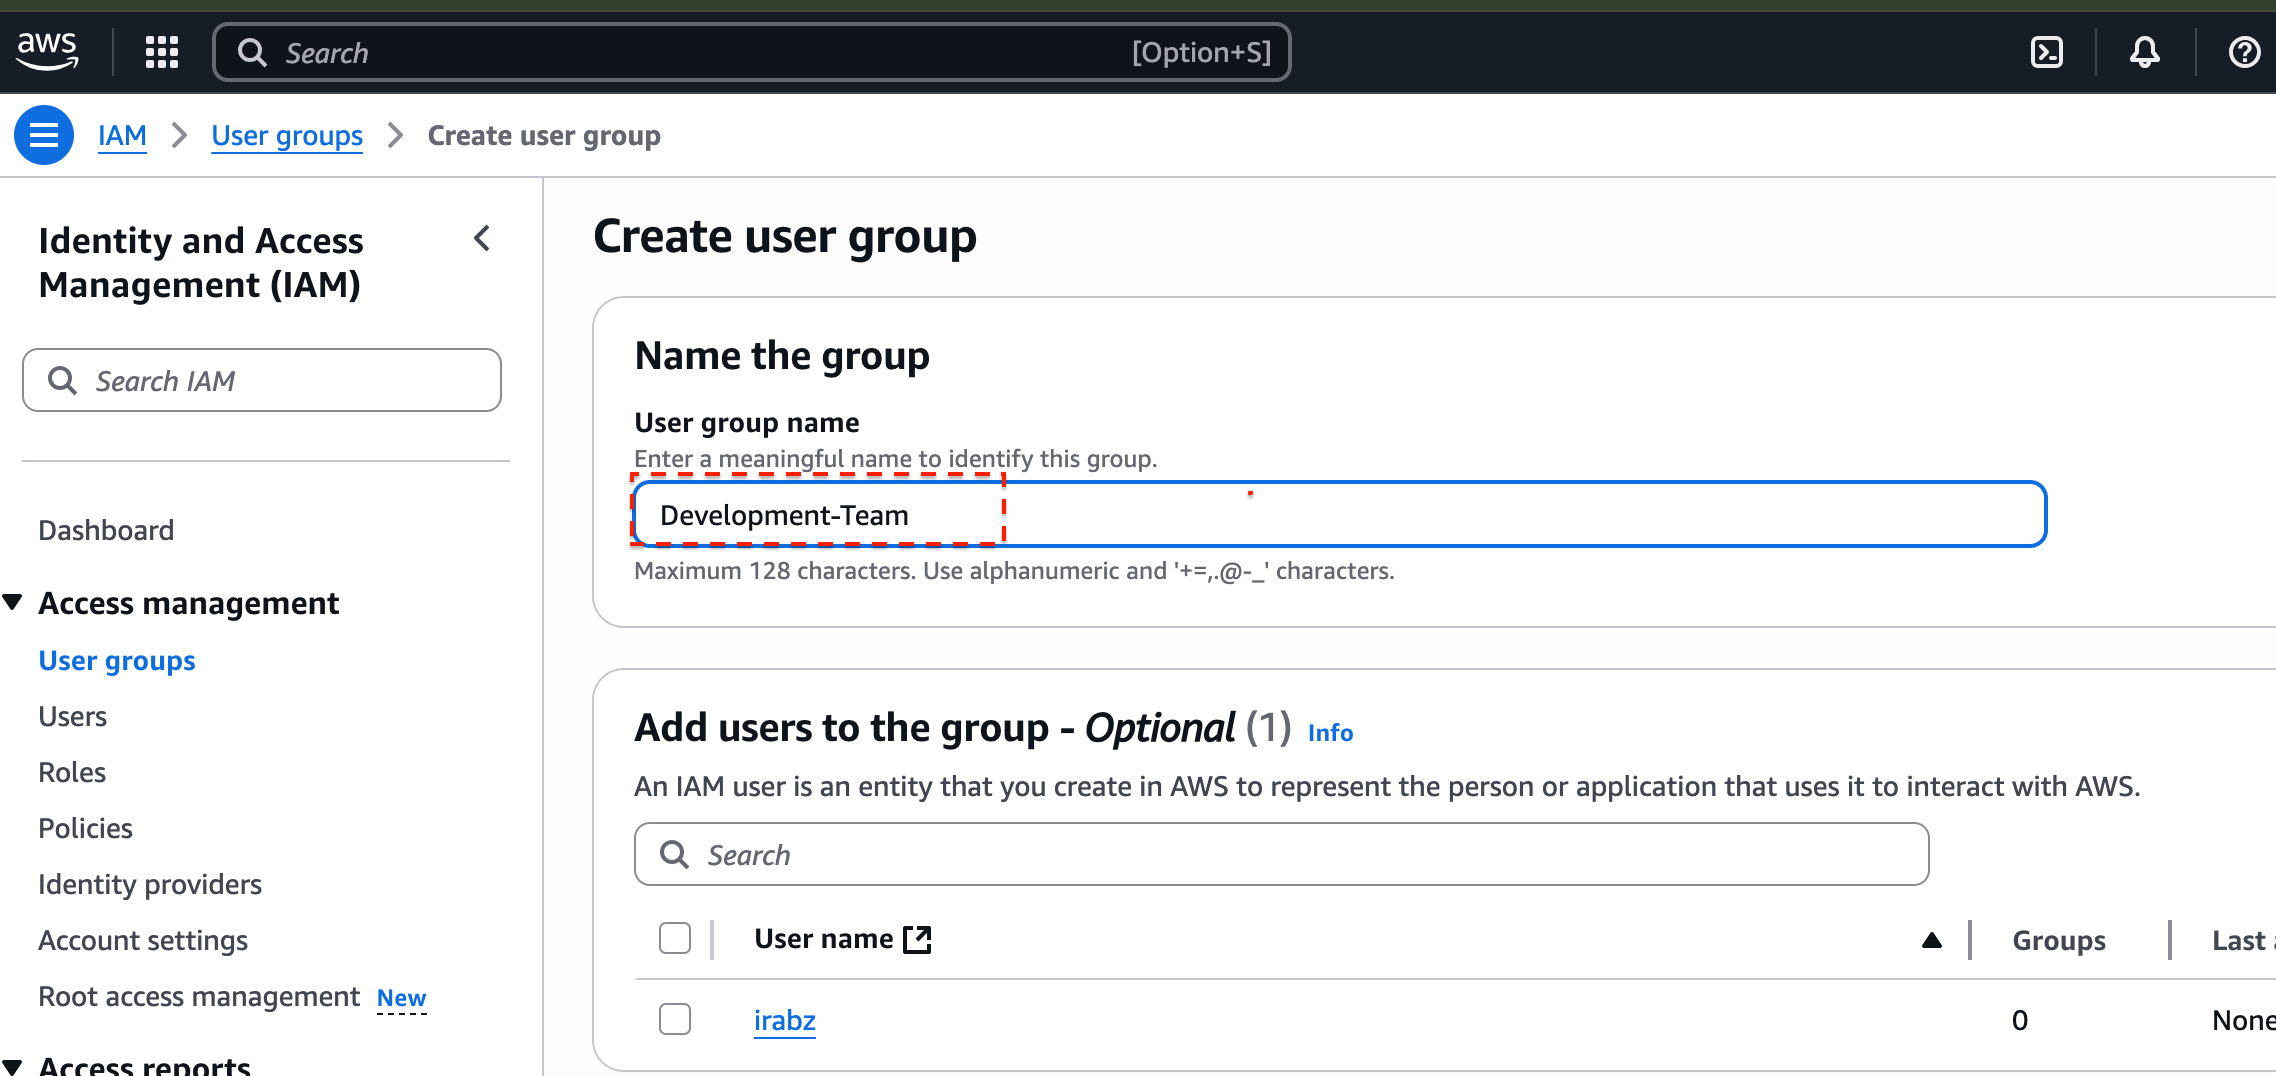 aws
Search
[Option+S]
IAM > User groups > Create user group
Identity and Access
Management (IAM)
Search IAM
Dashboard
Access management
User groups
Users
Roles
Policies
Identity providers
Account settings
Root access management New
Access reports
Create user group
Name the group
User group name
Enter a meaningful name to identify this group.
Development-Team
Maximum 128 characters. Use alphanumeric and '+=,.@-_' characters.
Add users to the group - Optional (1) Info
An IAM user is an entity that you create in AWS to represent the person or application that uses it to interact with AWS.
Search
User name Groups Last
irabz 0 None